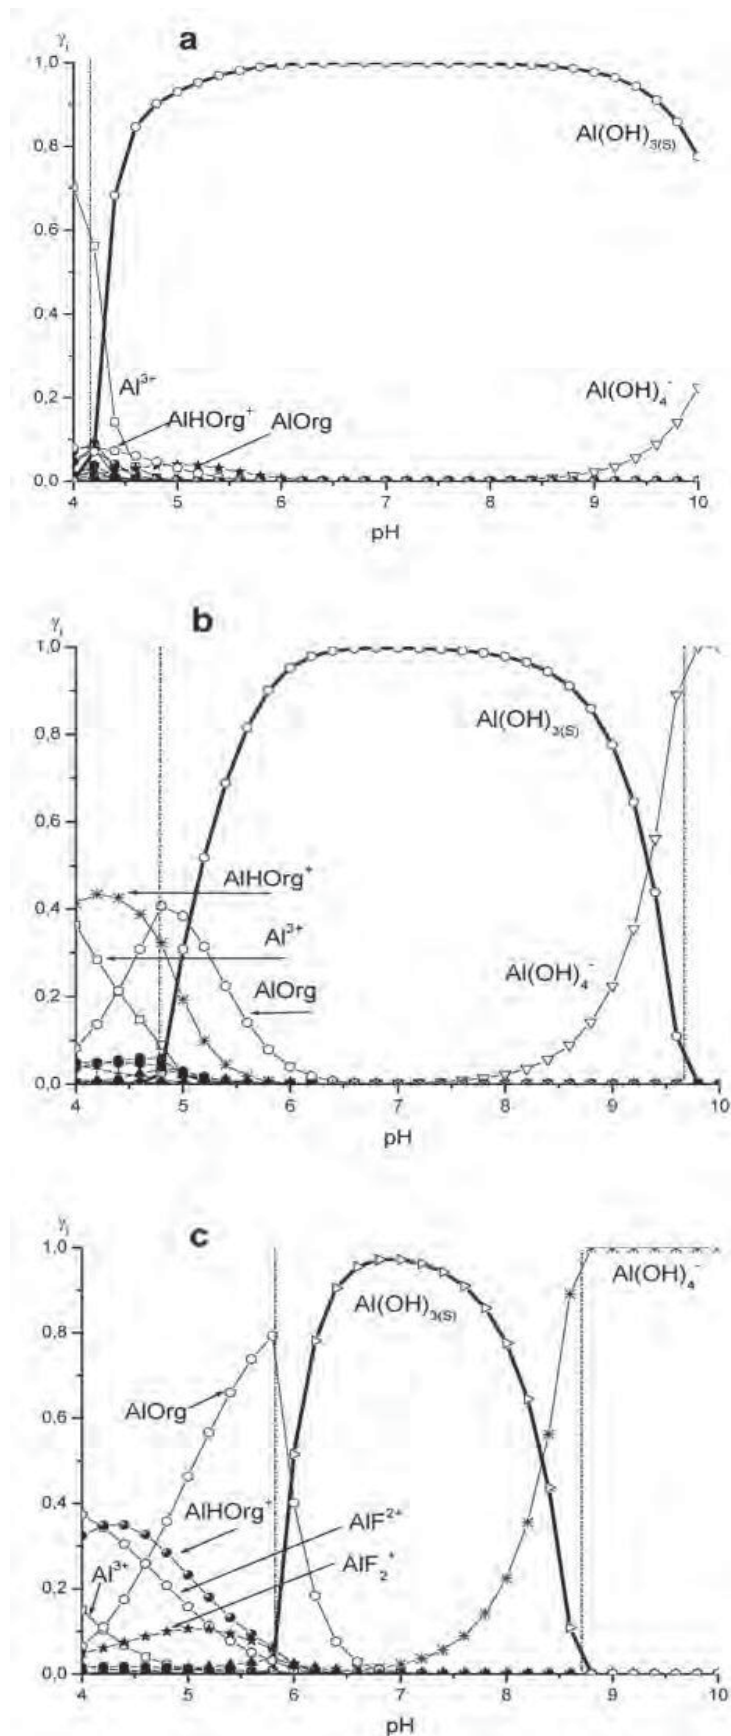 a
γi
1,0
0,8
0,6
0,4
0,2
0,0
Al(OH)3(S)
Al3+
AlHOrg+
AlOrg
Al(OH)4-
4 5 6 7 8 9 10
pH
b
γi
1,0
0,8
0,6
0,4
0,2
0,0
Al(OH)3(S)
AlHOrg+
Al3+
AlOrg
Al(OH)4-
4 5 6 7 8 9 10
pH
c
γi
1,0
0,8
0,6
0,4
0,2
0,0
Al(OH)4-
Al(OH)3(S)
AlOrg
AlHOrg+
AlF2+
Al3+
AlF2+
4 5 6 7 8 9 10
pH